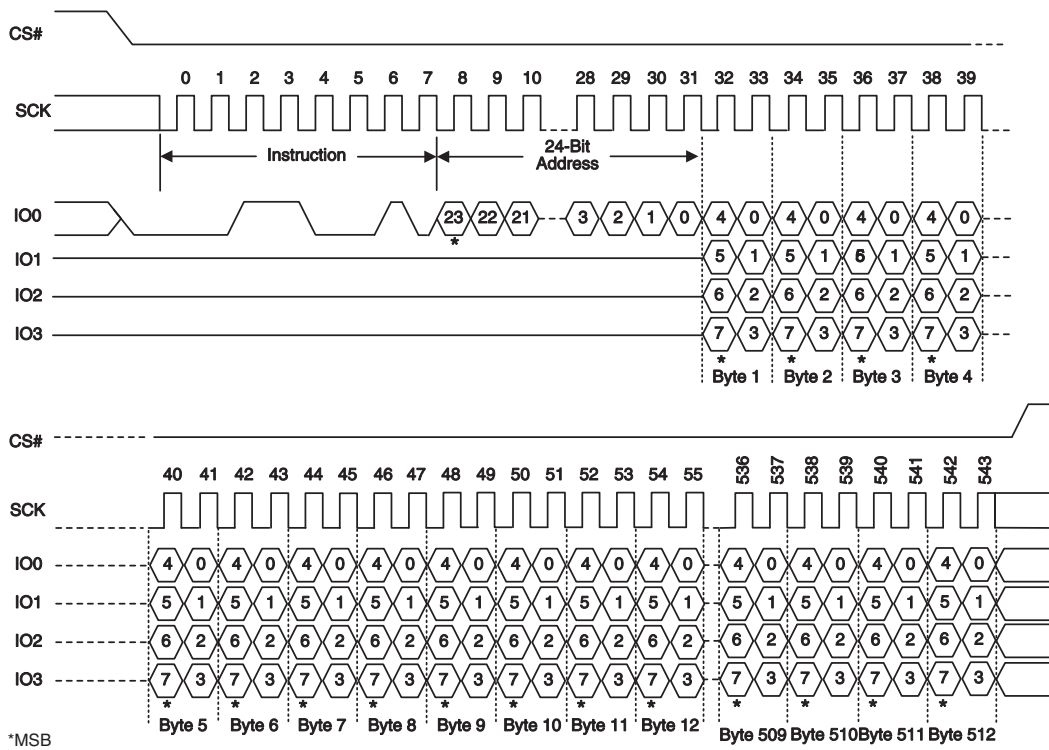 CS#
0 1 2 3 4 5 6 7 8 9 10 28 29 30 31 32 33 34 35 36 37 38 39
SCK
Instruction
24-Bit
Address
IO0 23 22 21 3 2 1 0 4 0 4 0 4 0 4 0
*
IO1 5 1 5 1 5 1 5 1
IO2 6 2 6 2 6 2 6 2
IO3 7 3 7 3 7 3 7 3
* * * *
Byte 1 Byte 2 Byte 3 Byte 4
CS#
40 41 42 43 44 45 46 47 48 49 50 51 52 53 54 55 536 537 538 539 540 541 542 543
SCK
IO0 4 0 4 0 4 0 4 0 4 0 4 0 4 0 4 0 4 0 4 0 4 0 4 0
IO1 5 1 5 1 5 1 5 1 5 1 5 1 5 1 5 1 5 1 5 1 5 1 5 1
IO2 6 2 6 2 6 2 6 2 6 2 6 2 6 2 6 2 6 2 6 2 6 2 6 2
IO3 7 3 7 3 7 3 7 3 7 3 7 3 7 3 7 3 7 3 7 3 7 3 7 3
* * * * * * * * * * * *
Byte 5 Byte 6 Byte 7 Byte 8 Byte 9 Byte 10 Byte 11 Byte 12 Byte 509 Byte 510 Byte 511 Byte 512
*MSB